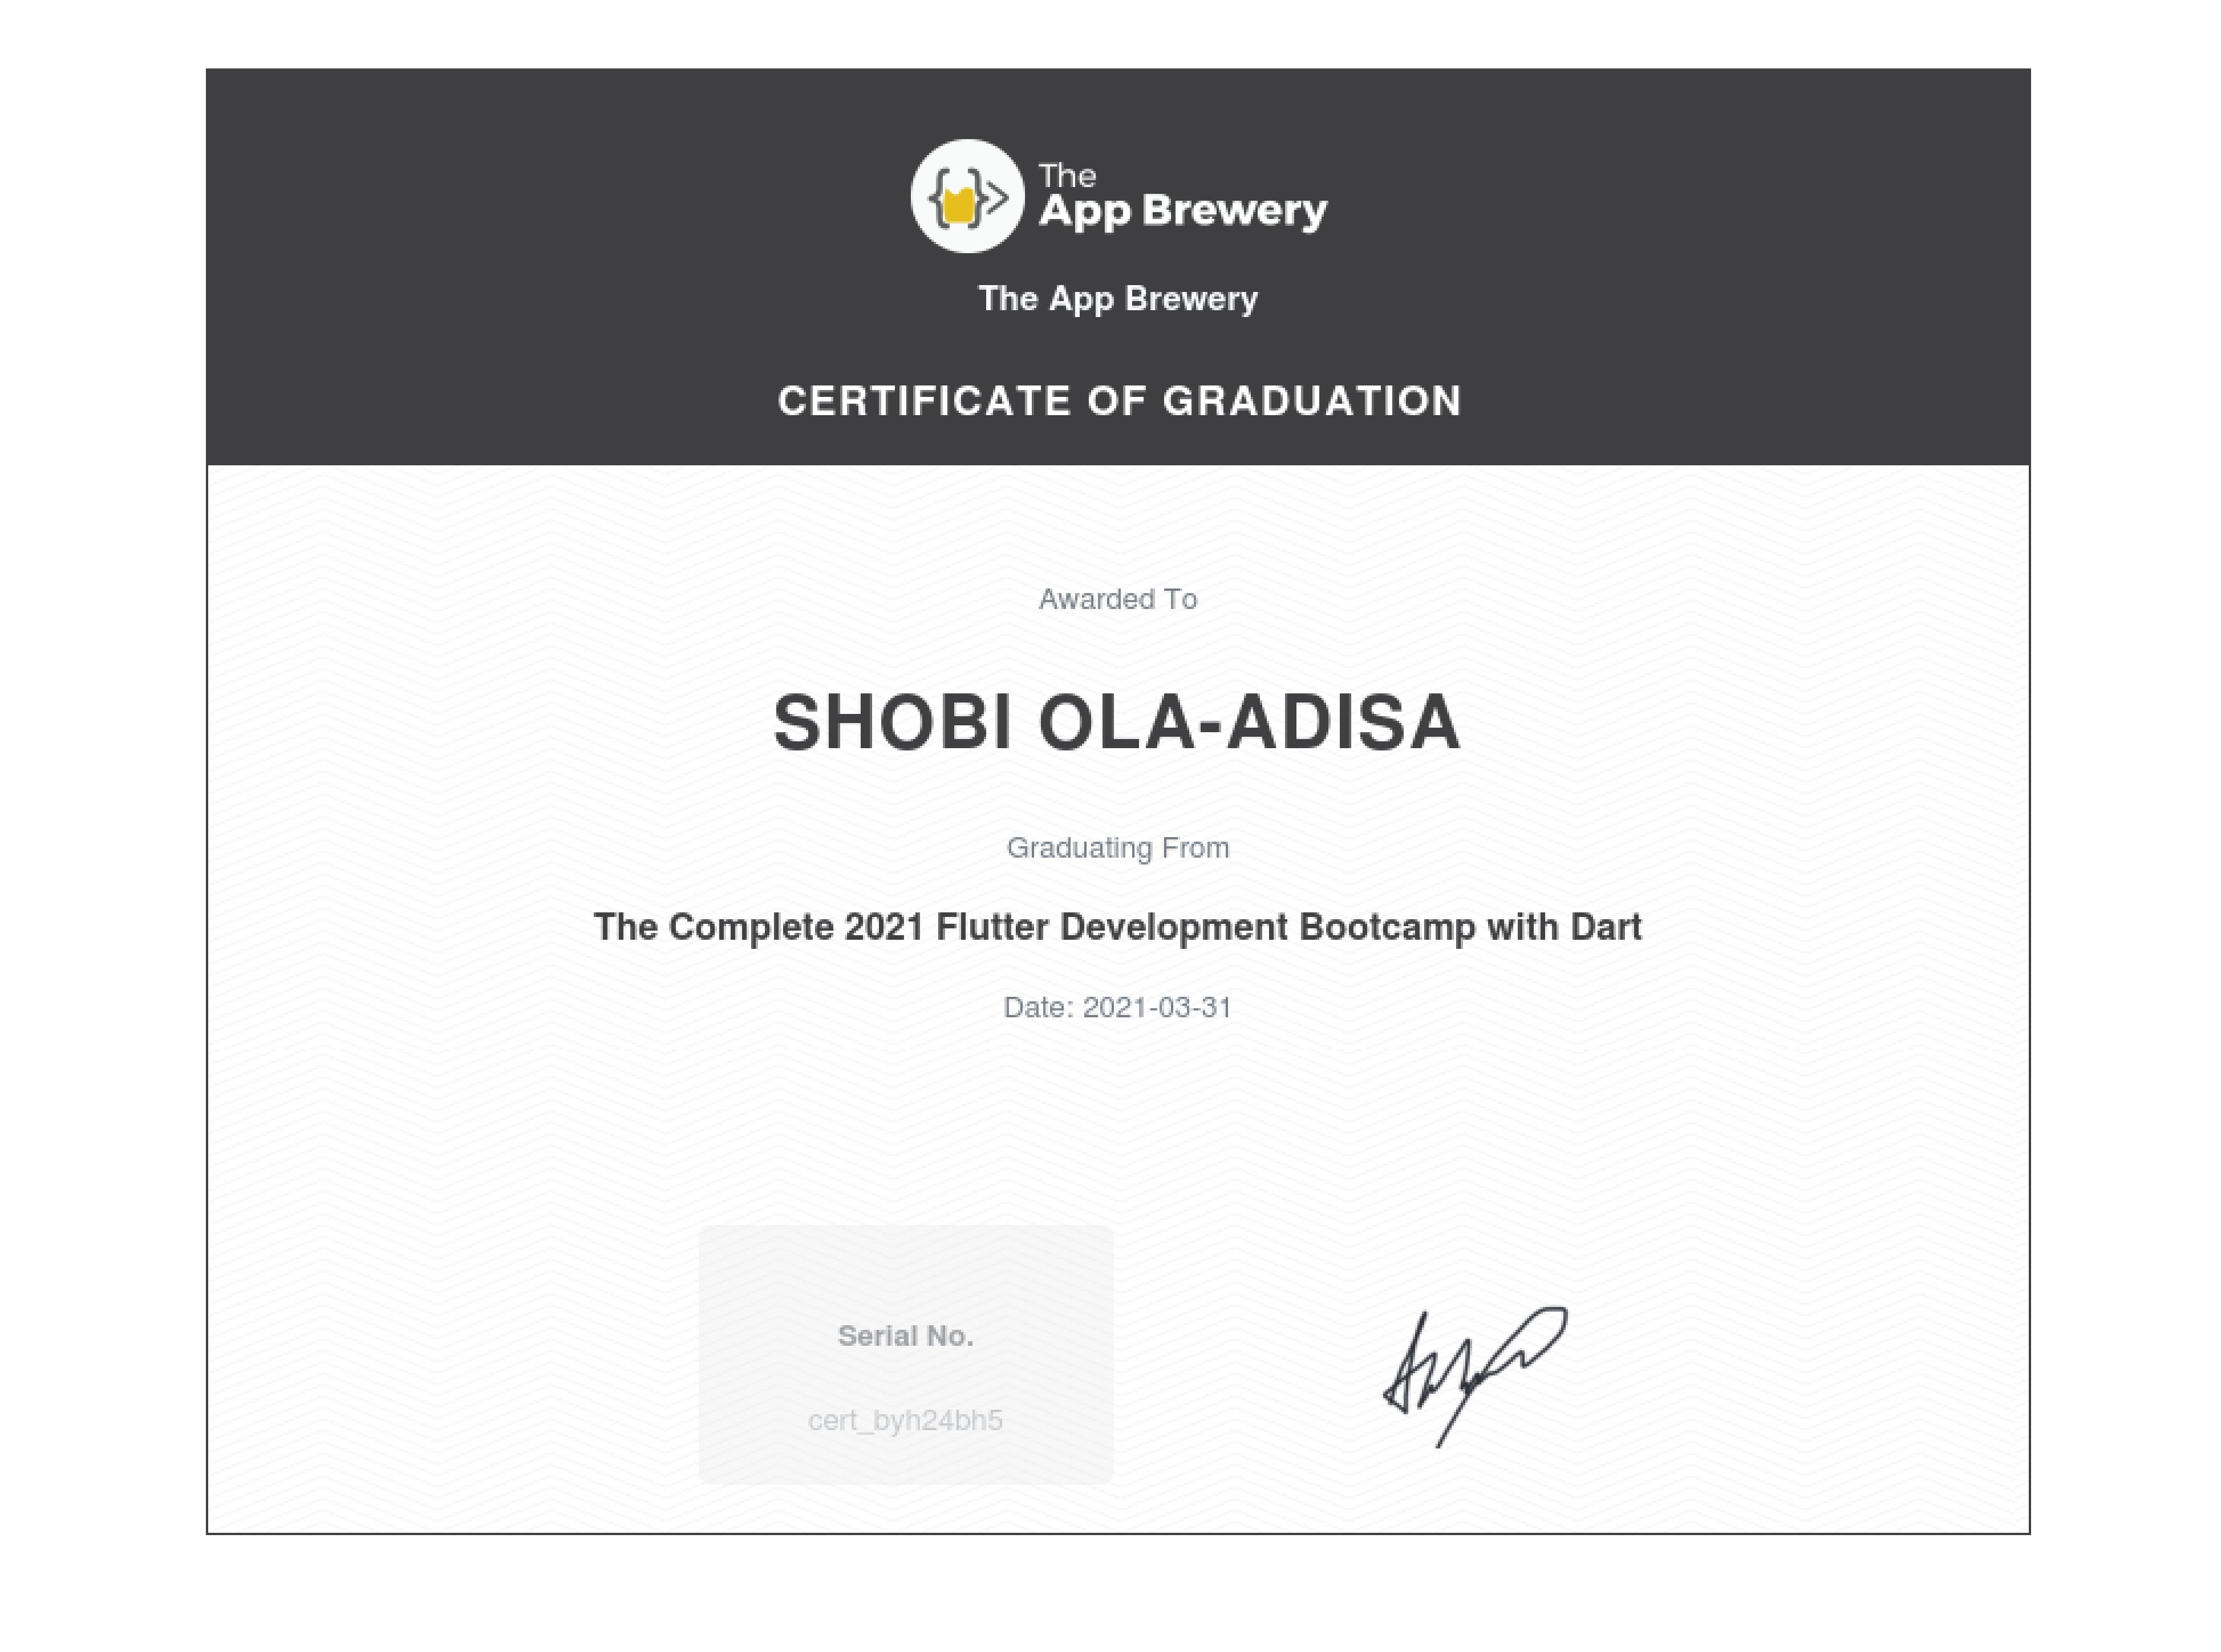 The
App Brewery
The App Brewery
CERTIFICATE OF GRADUATION
Awarded To
SHOBI OLA-ADISA
Graduating From
The Complete 2021 Flutter Development Bootcamp with Dart
Date: 2021-03-31
Serial No.
cert_byh24bh5